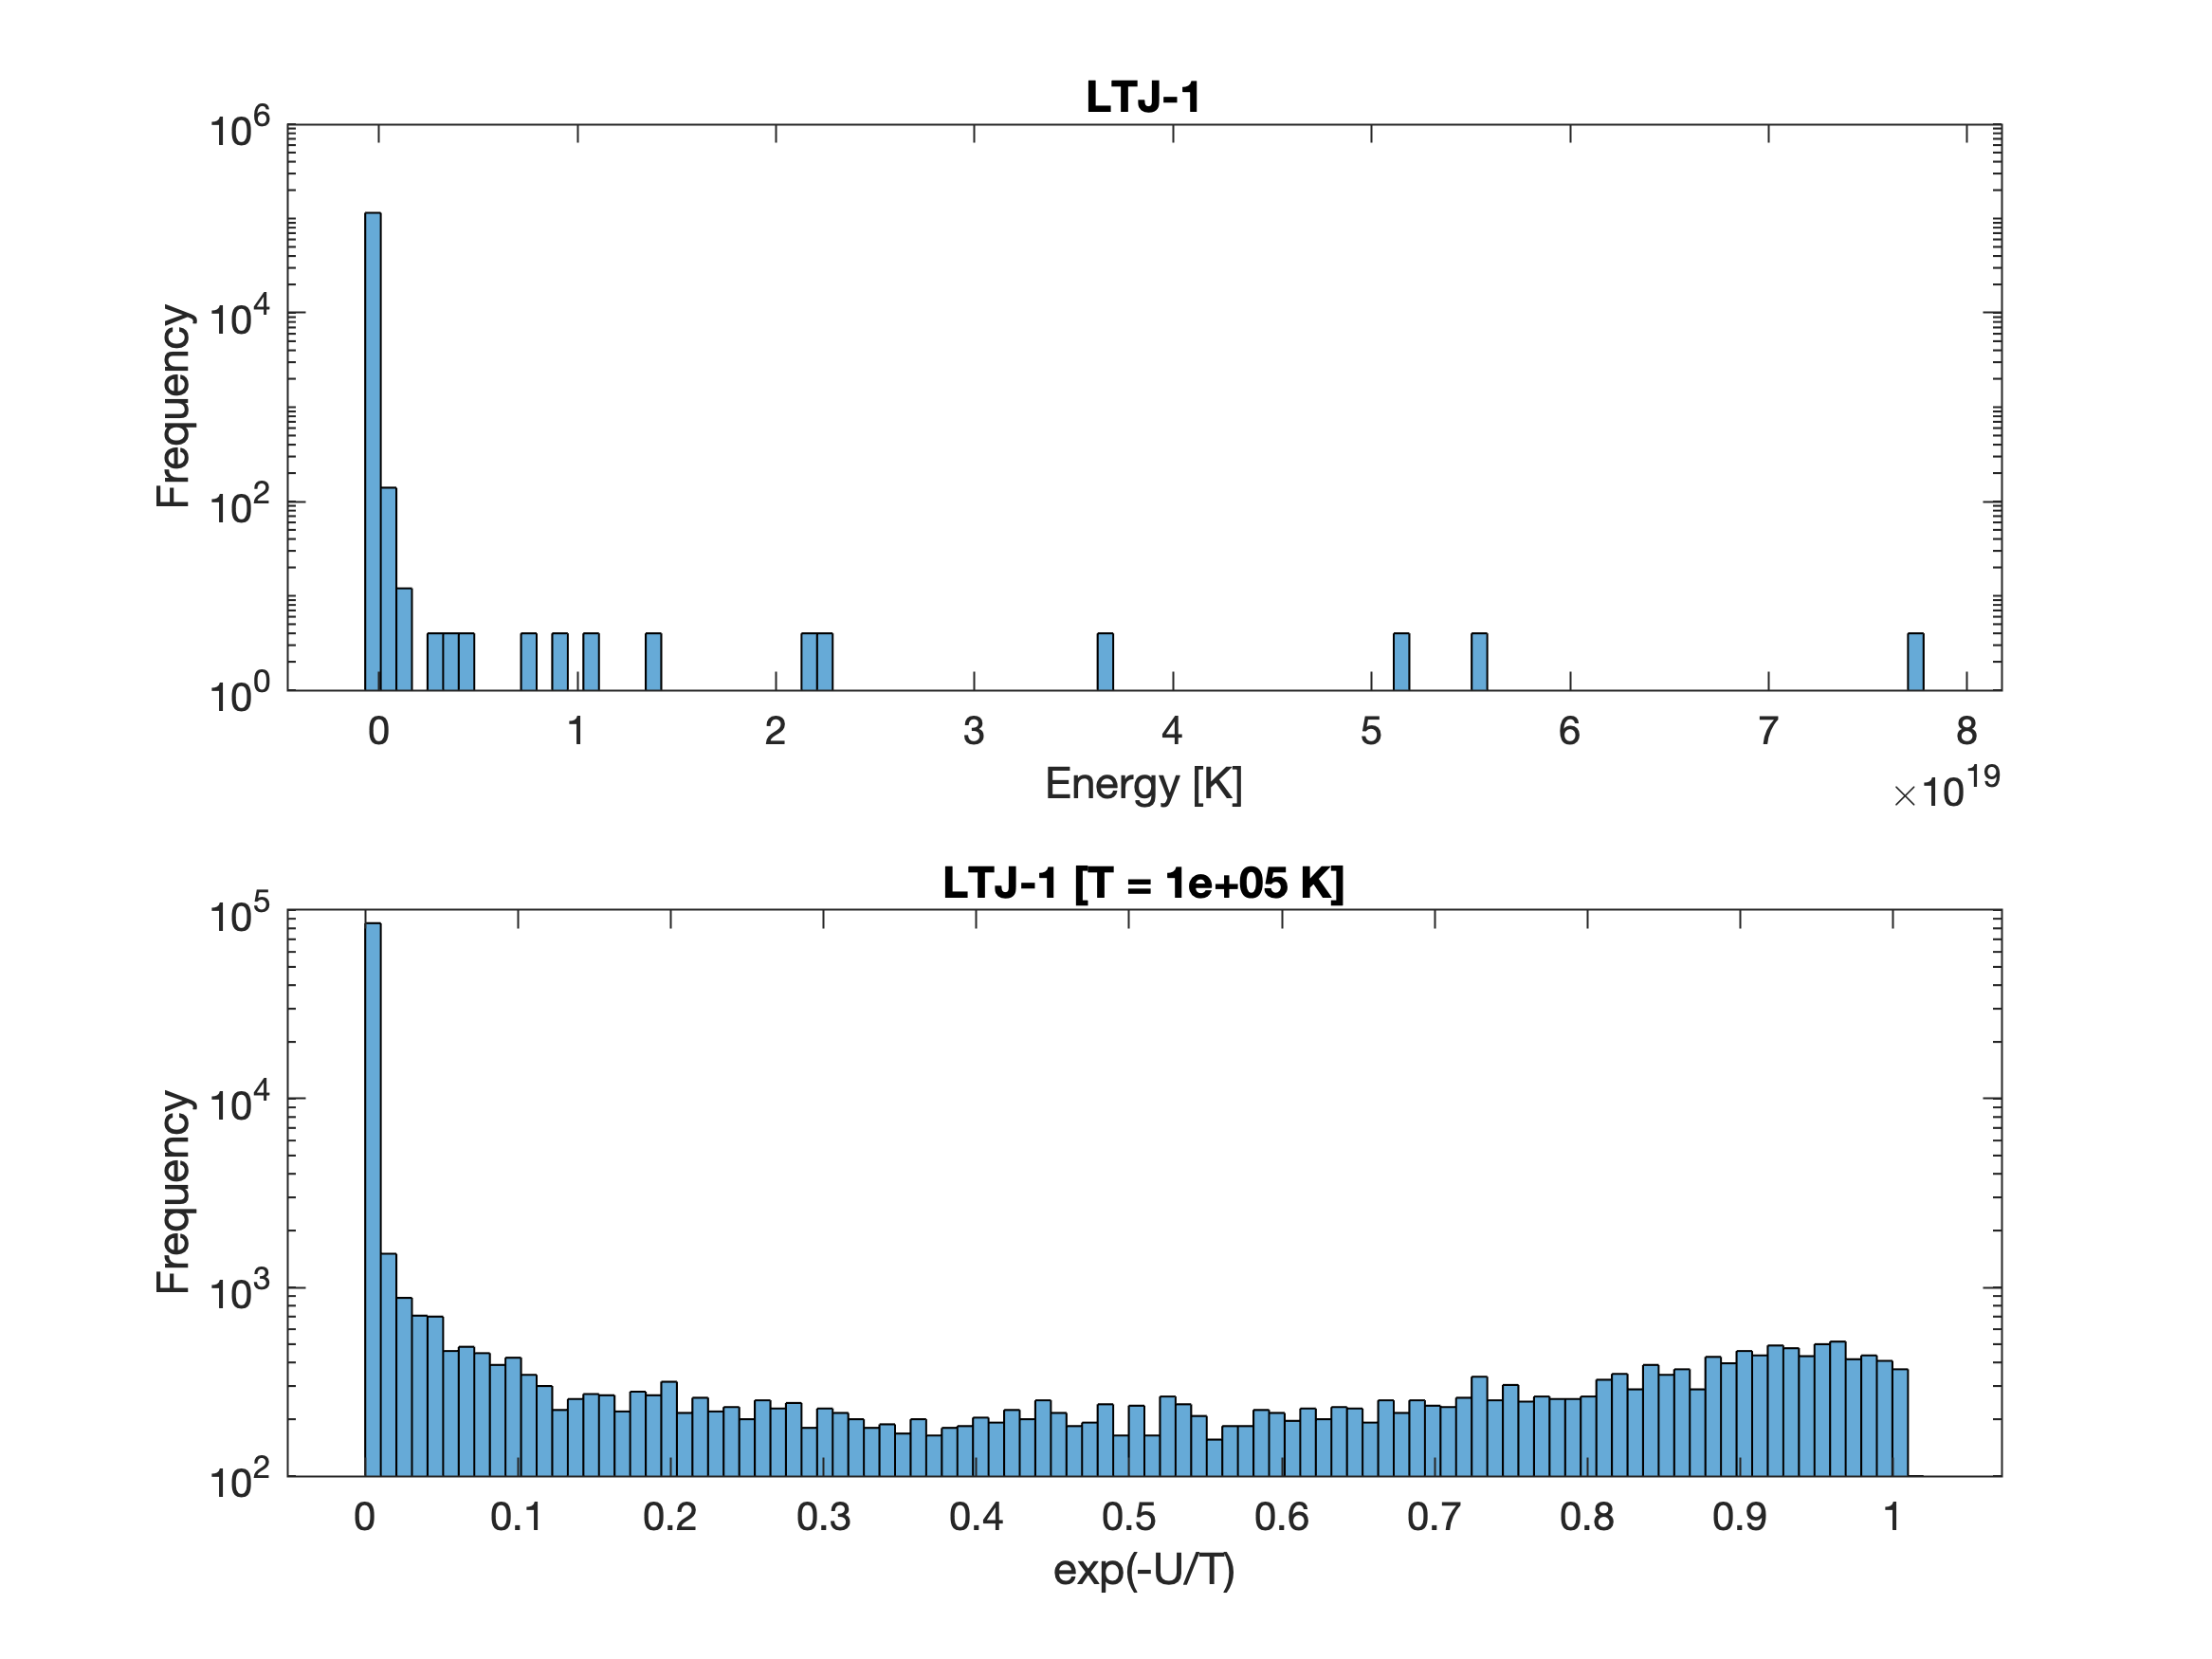 LTJ-1
10^6
10^4
10^2
10^0
Frequency
0 1 2 3 4 5 6 7 8
Energy [K]
×10^19
LTJ-1 [T = 1e+05 K]
10^5
10^4
10^3
10^2
Frequency
0 0.1 0.2 0.3 0.4 0.5 0.6 0.7 0.8 0.9 1
exp(-U/T)